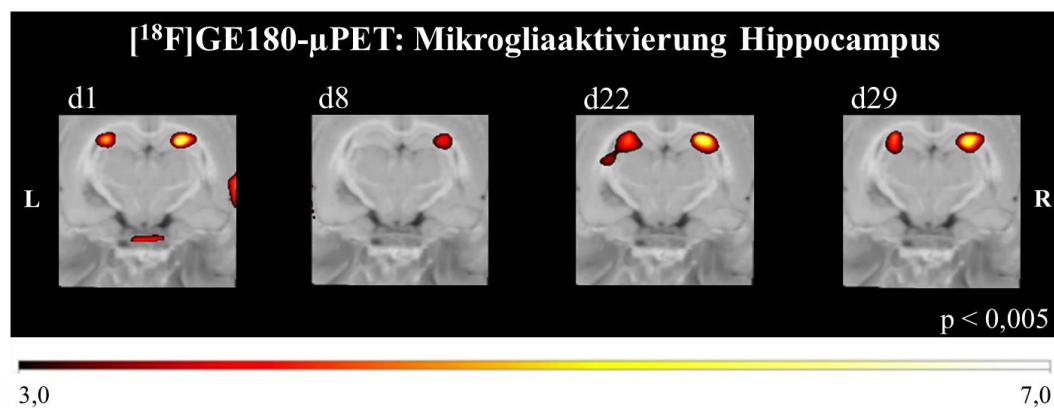 [¹⁸F]GE180-µPET: Mikrogliaaktivierung Hippocampus
d1 d8 d22 d29
L R
p < 0,005
3,0 7,0